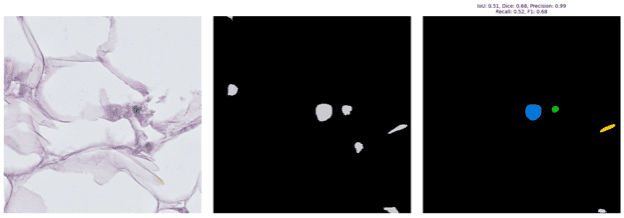 IoU: 0.51, Dice: 0.68, Precision: 0.99
Recall: 0.52, F1: 0.68